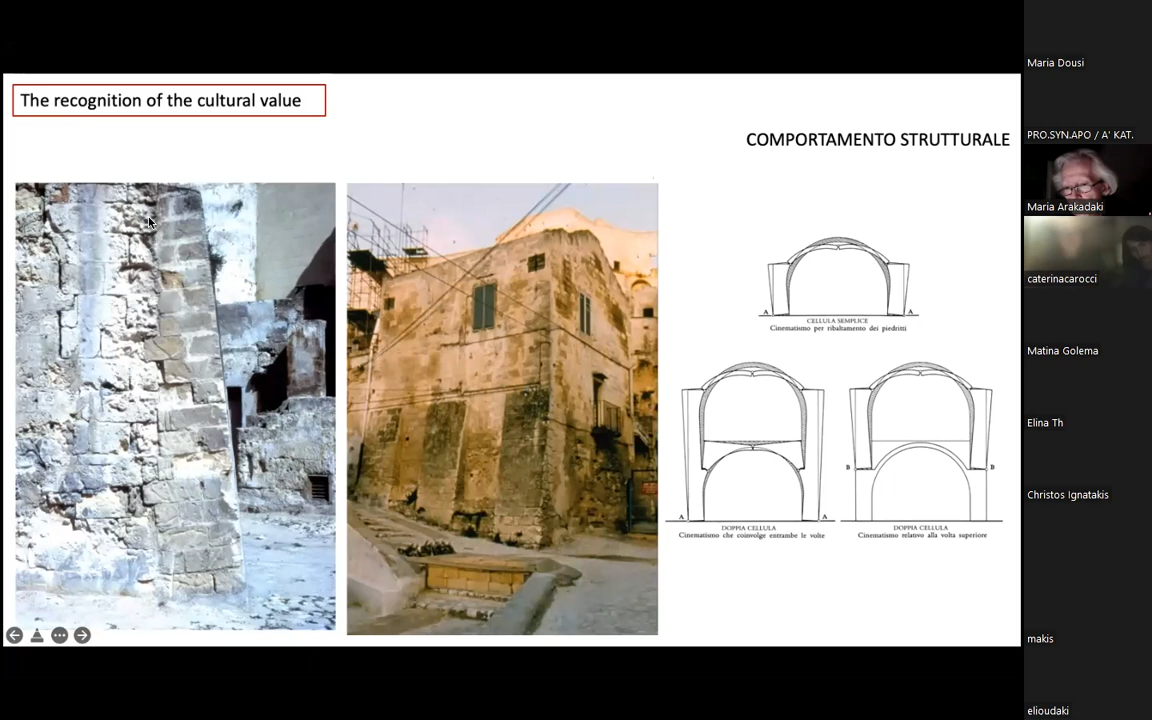 The recognition of the cultural value
COMPORTAMENTO STRUTTURALE
A
A
CELLULA SEMPLICE
Cinematismo per ribaltamento dei piedritti
A
A
DOPPIA CELLULA
Cinematismo che coinvolge entrambe le volte
B
B
DOPPIA CELLULA
Cinematismo relativo alla volta superiore
Maria Dousi
PRO.SYN.APO / A' KAT.
Maria Arakadaki
caterinacarocci
Matina Golema
Elina Th
Christos Ignatakis
makis
elioudaki